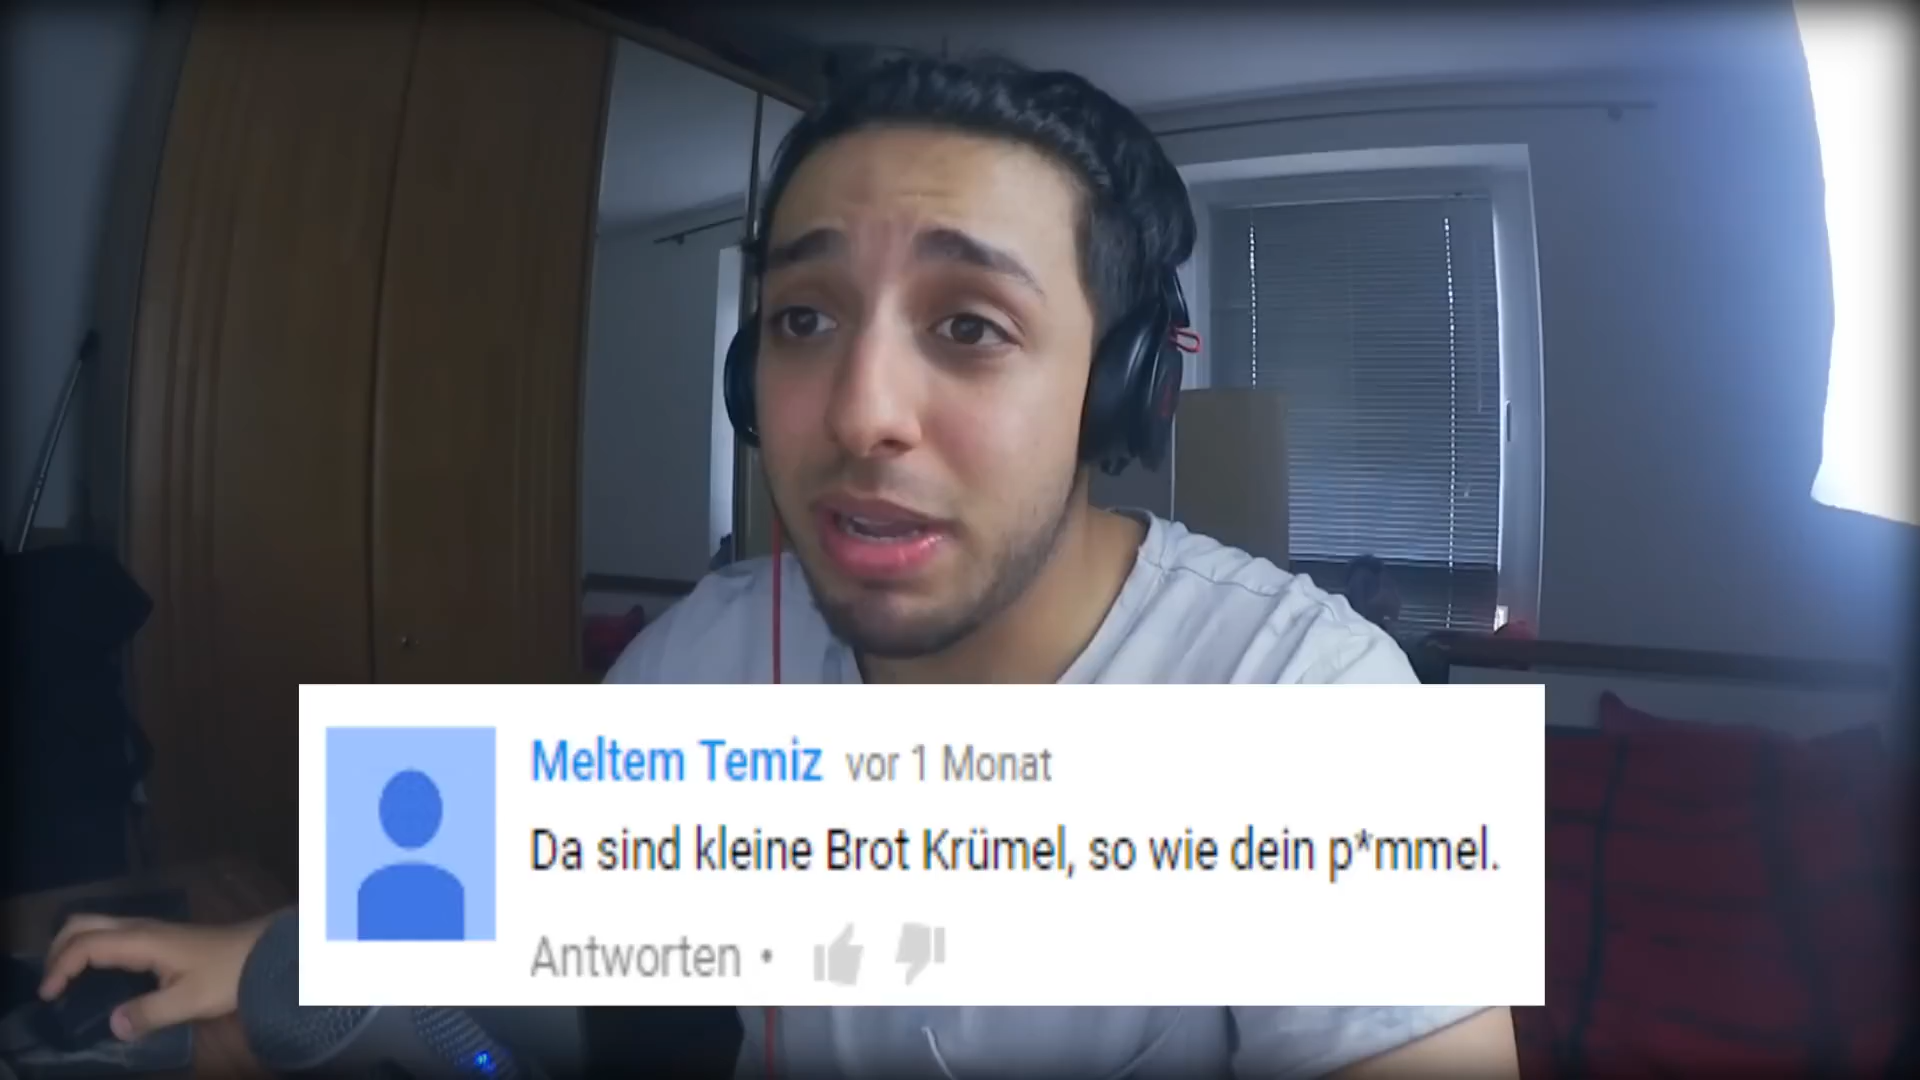 Meltem Temiz vor 1 Monat
Da sind kleine Brot Krümel, so wie dein p*mmel.
Antworten •